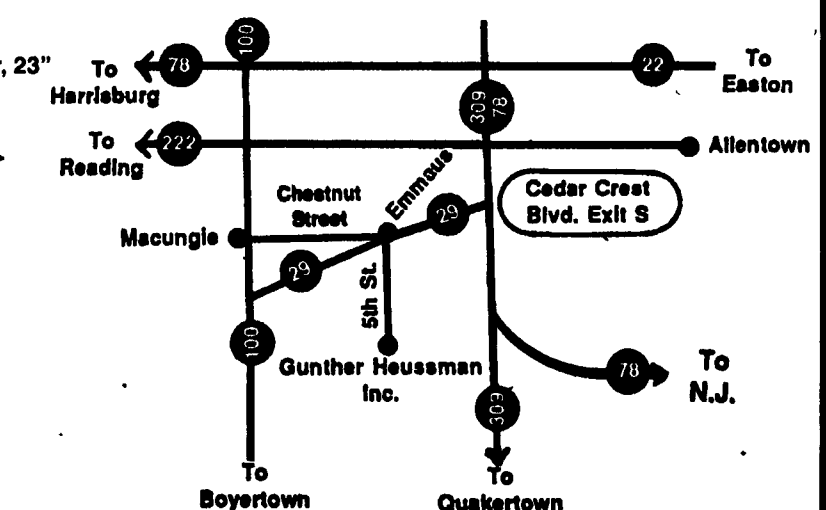 100
, 23"
To
Harrisburg
78
22
To
Easton
309
78
To
Reading
222
Allentown
Chestnut
Street
Emmaus
29
Cedar Crest
Blvd. Exit S
Macungie
29
5th St.
100
Gunther Heussman
Inc.
78
To
N.J.
309
To
Boyertown
To
Quakertown